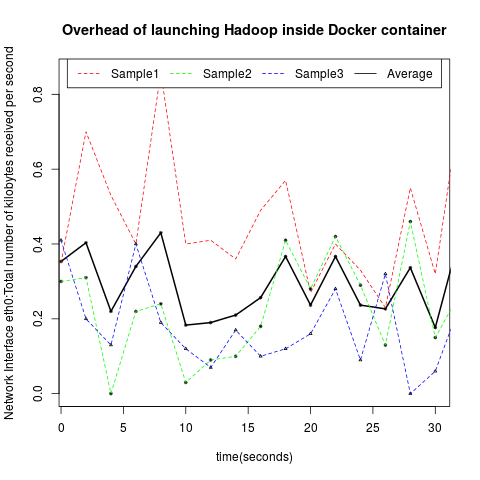 Overhead of launching Hadoop inside Docker container
Sample1 Sample2 Sample3 Average
Network Interface eth0:Total number of kilobytes received per second
0.8
0.6
0.4
0.2
0.0
0 5 10 15 20 25 30
time(seconds)